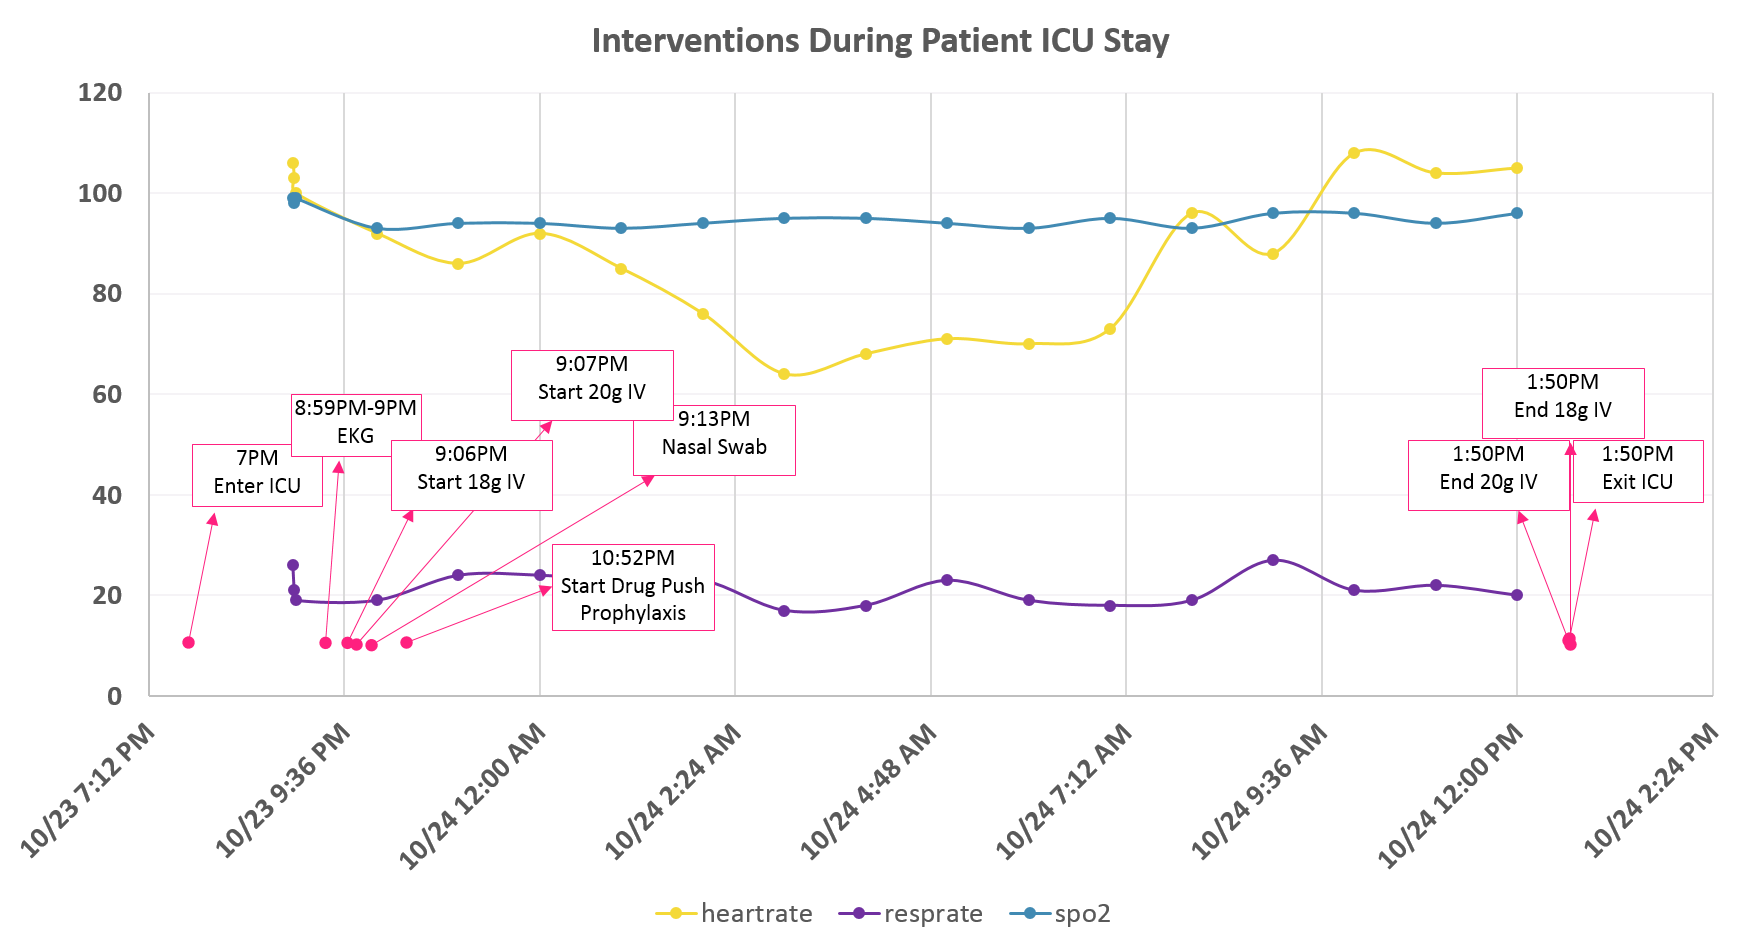 Interventions During Patient ICU Stay
120
100
80
60
40
20
0
9:07PM
Start 20g IV
8:59PM-9PM
EKG
9:13PM
Nasal Swab
7PM
Enter ICU
9:06PM
Start 18g IV
10:52PM
Start Drug Push
Prophylaxis
1:50PM
End 18g IV
1:50PM
End 20g IV
1:50PM
Exit ICU
10/23 7:12 PM
10/23 9:36 PM
10/24 12:00 AM
10/24 2:24 AM
10/24 4:48 AM
10/24 7:12 AM
10/24 9:36 AM
10/24 12:00 PM
10/24 2:24 PM
heartrate
resprate
spo2